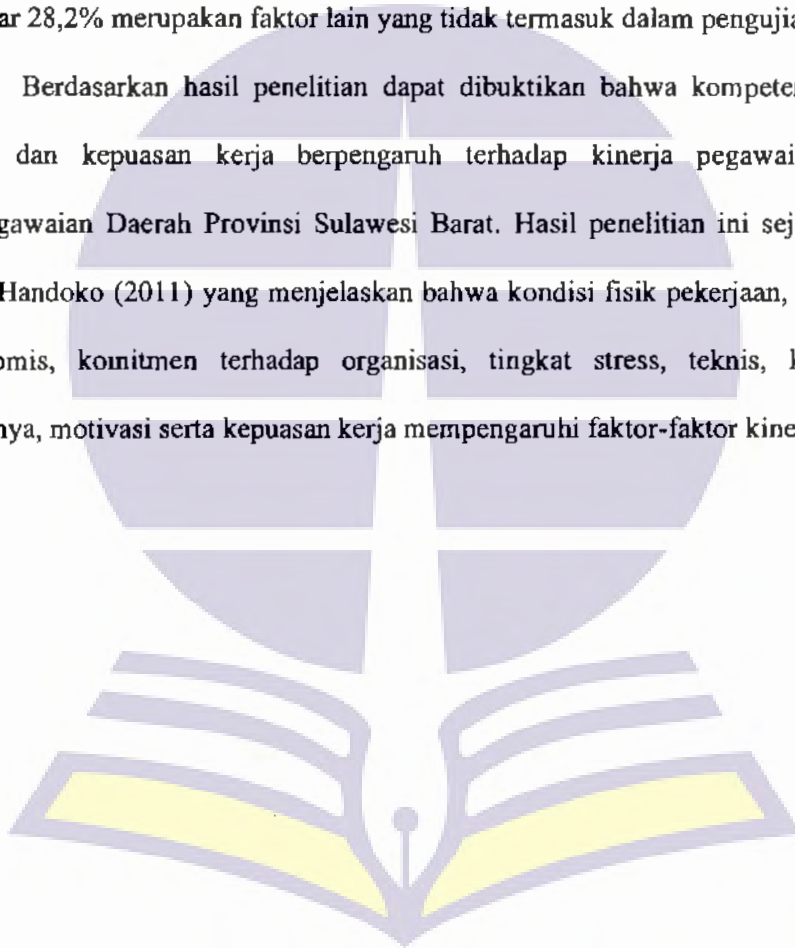 ar 28,2% merupakan faktor lain yang tidak termasuk dalam pengujia
Berdasarkan hasil penelitian dapat dibuktikan bahwa kompete
dan kepuasan kerja berpengaruh terhadap kinerja pegawai
gawaian Daerah Provinsi Sulawesi Barat. Hasil penelitian ini sej
Handoko (2011) yang menjelaskan bahwa kondisi fisik pekerjaan,
omis, komitmen terhadap organisasi, tingkat stress, teknis, k
nya, motivasi serta kepuasan kerja mempengaruhi faktor-faktor kine